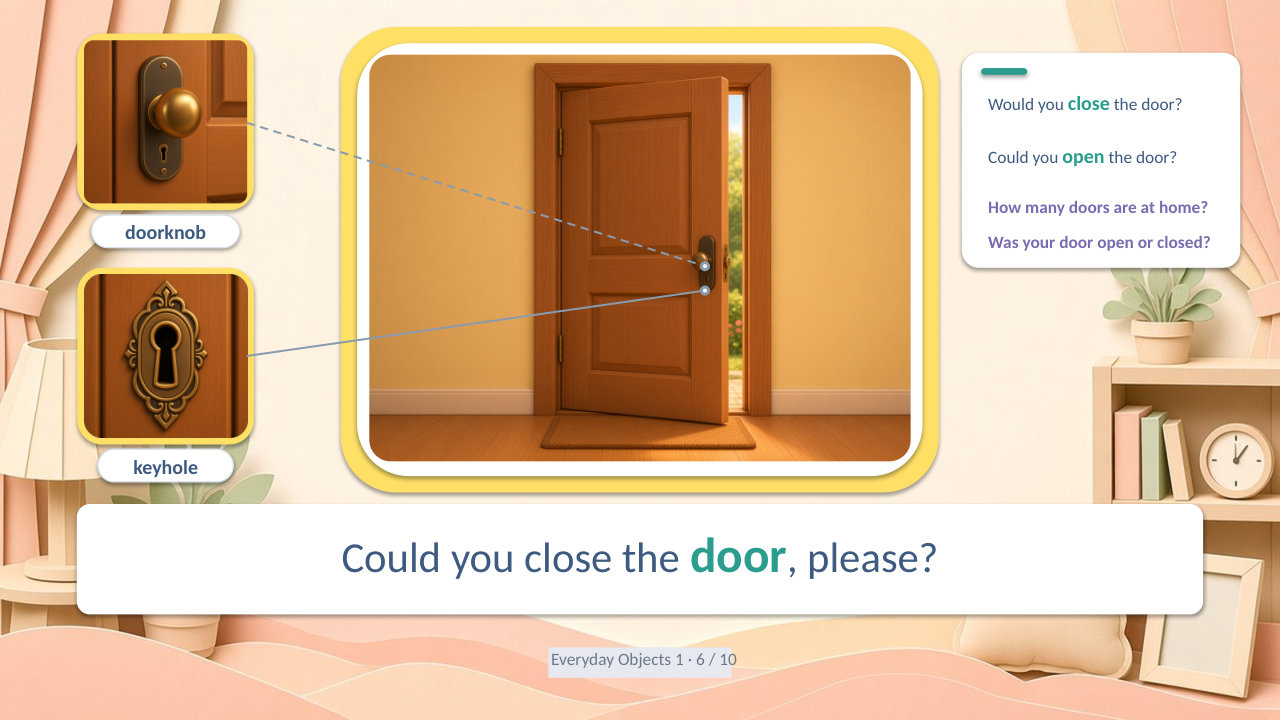 doorknob
keyhole
Would you close the door?
Could you open the door?
How many doors are at home?
Was your door open or closed?
Could you close the door, please?
Everyday Objects 1 · 6 / 10